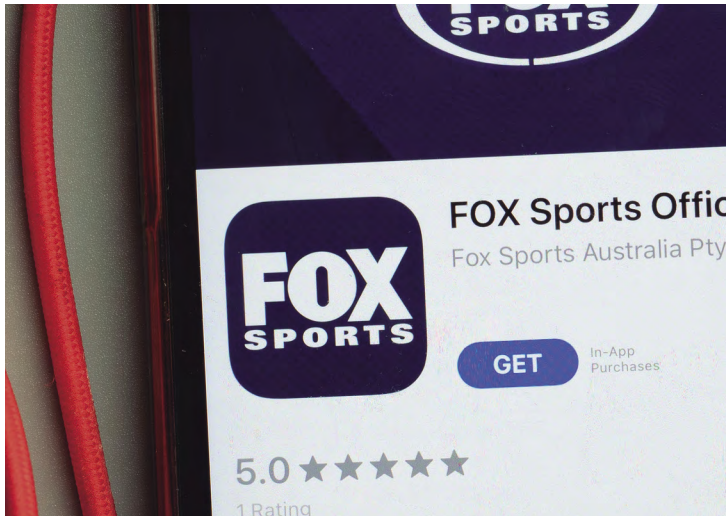 SPORTS
FOX Sports Offic
Fox Sports Australia Pty
FOX
SPORTS
GET
In-App
Purchases
5.0
1 Rating